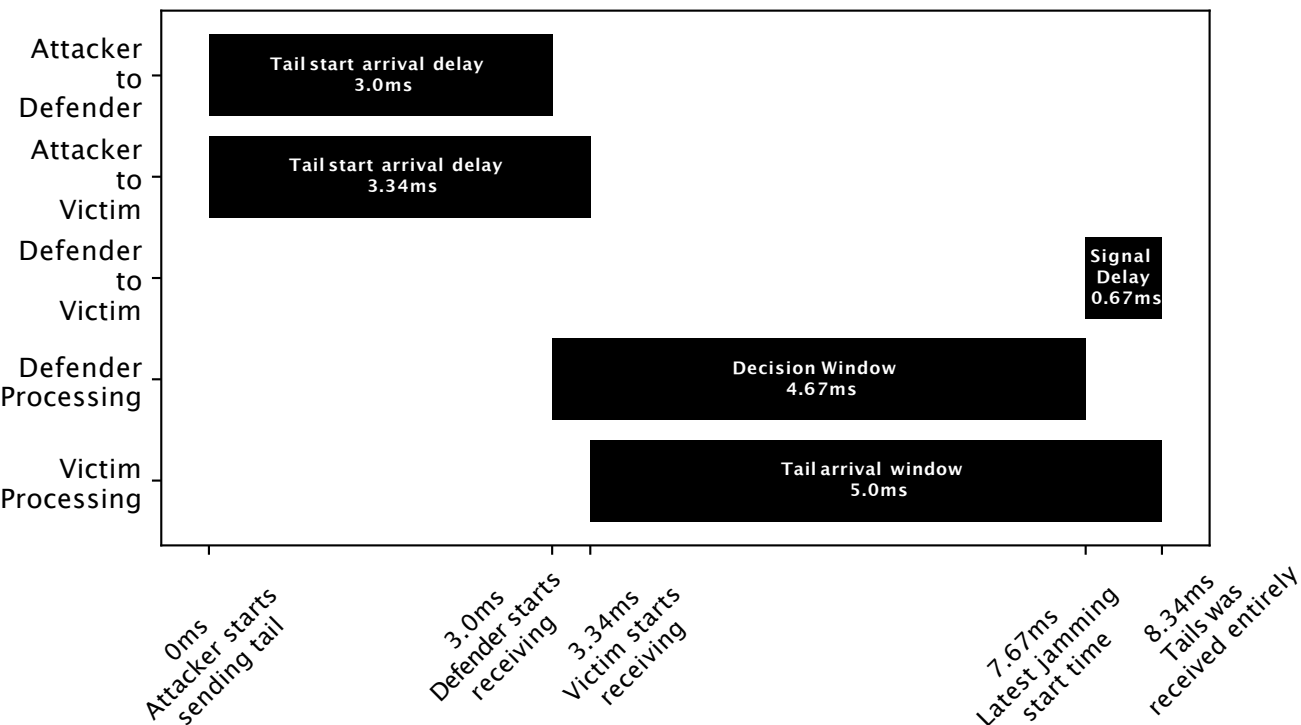 Attacker
to
Defender
Tail start arrival delay
3.0ms
Attacker
to
Victim
Tail start arrival delay
3.34ms
Defender
to
Victim
Signal
Delay
0.67ms
Defender
Processing
Decision Window
4.67ms
Victim
Processing
Tail arrival window
5.0ms
0ms
Attacker starts
sending tail
3.0ms
Defender starts
receiving
3.34ms
Victim starts
receiving
7.67ms
Latest jamming
start time
8.34ms
Tails was
received entirely